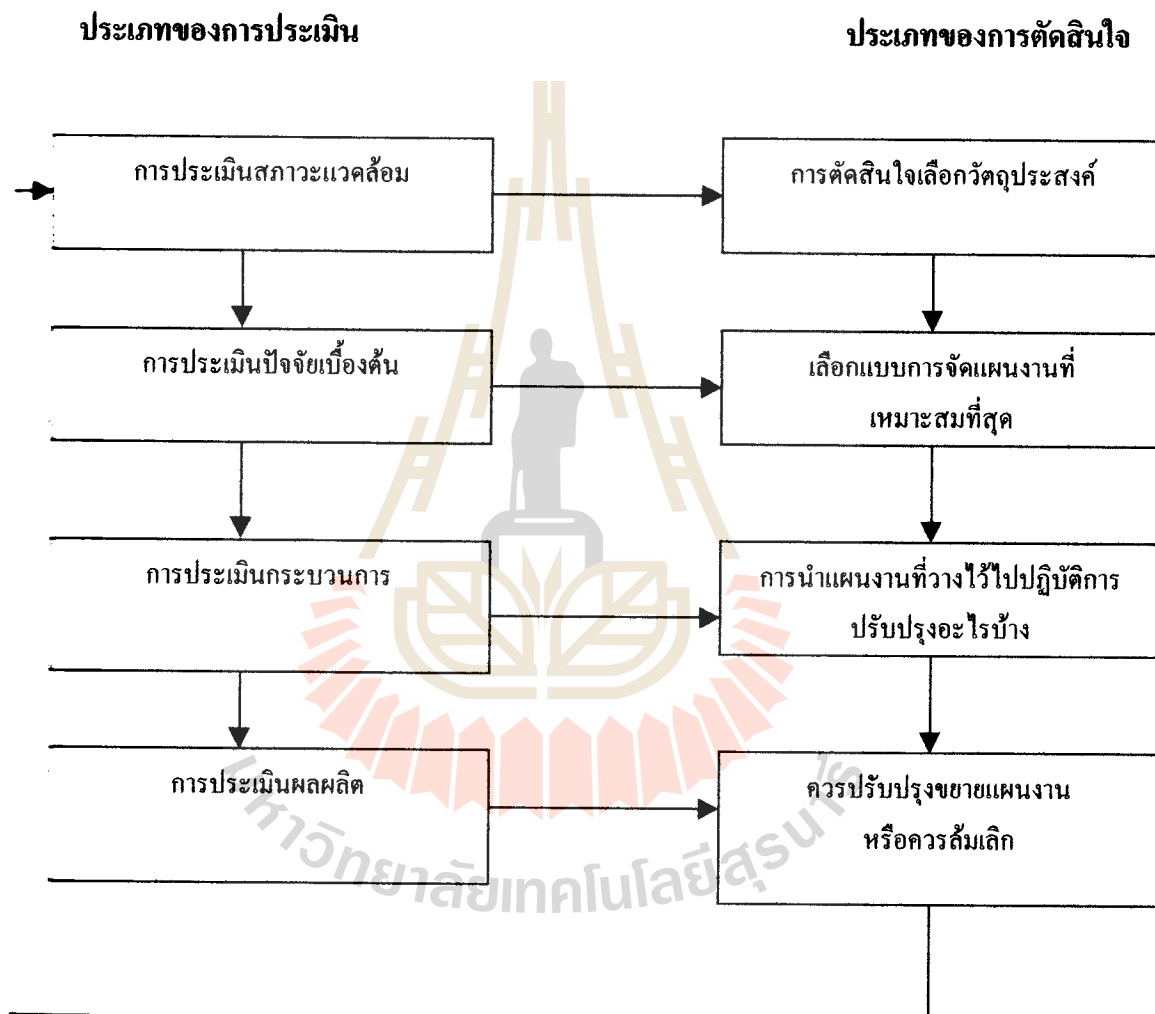 ประเภทของการประเมิน
ประเภทของการตัดสินใจ
การประเมินสภาวะแวดล้อม
การตัดสินใจเลือกวัตถุประสงค์
การประเมินปัจจัยเบื้องต้น
เลือกแบบการจัดแผนงานที่
เหมาะสมที่สุด
การประเมินกระบวนการ
การนำแผนงานที่วางไว้ไปปฏิบัติการ
ปรับปรุงอะไรบ้าง
การประเมินผลผลิต
ควรปรับปรุงขยายแผนงาน
หรือควรล้มเลิก
มหาวิทยาลัยเทคโนโลยีสุรนารี